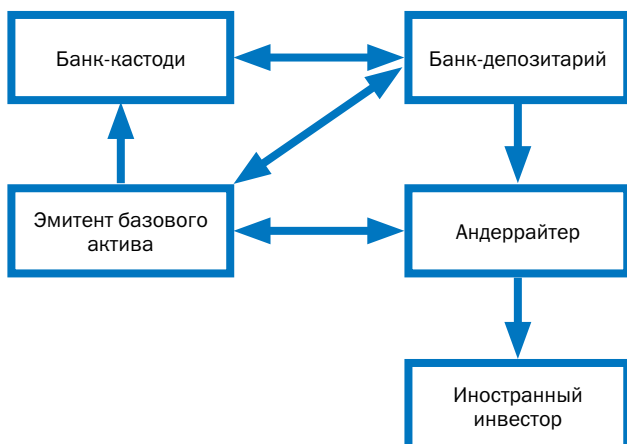 Банк-кастоди
Банк-депозитарий
Эмитент базового
актива
Андеррайтер
Иностранный
инвестор